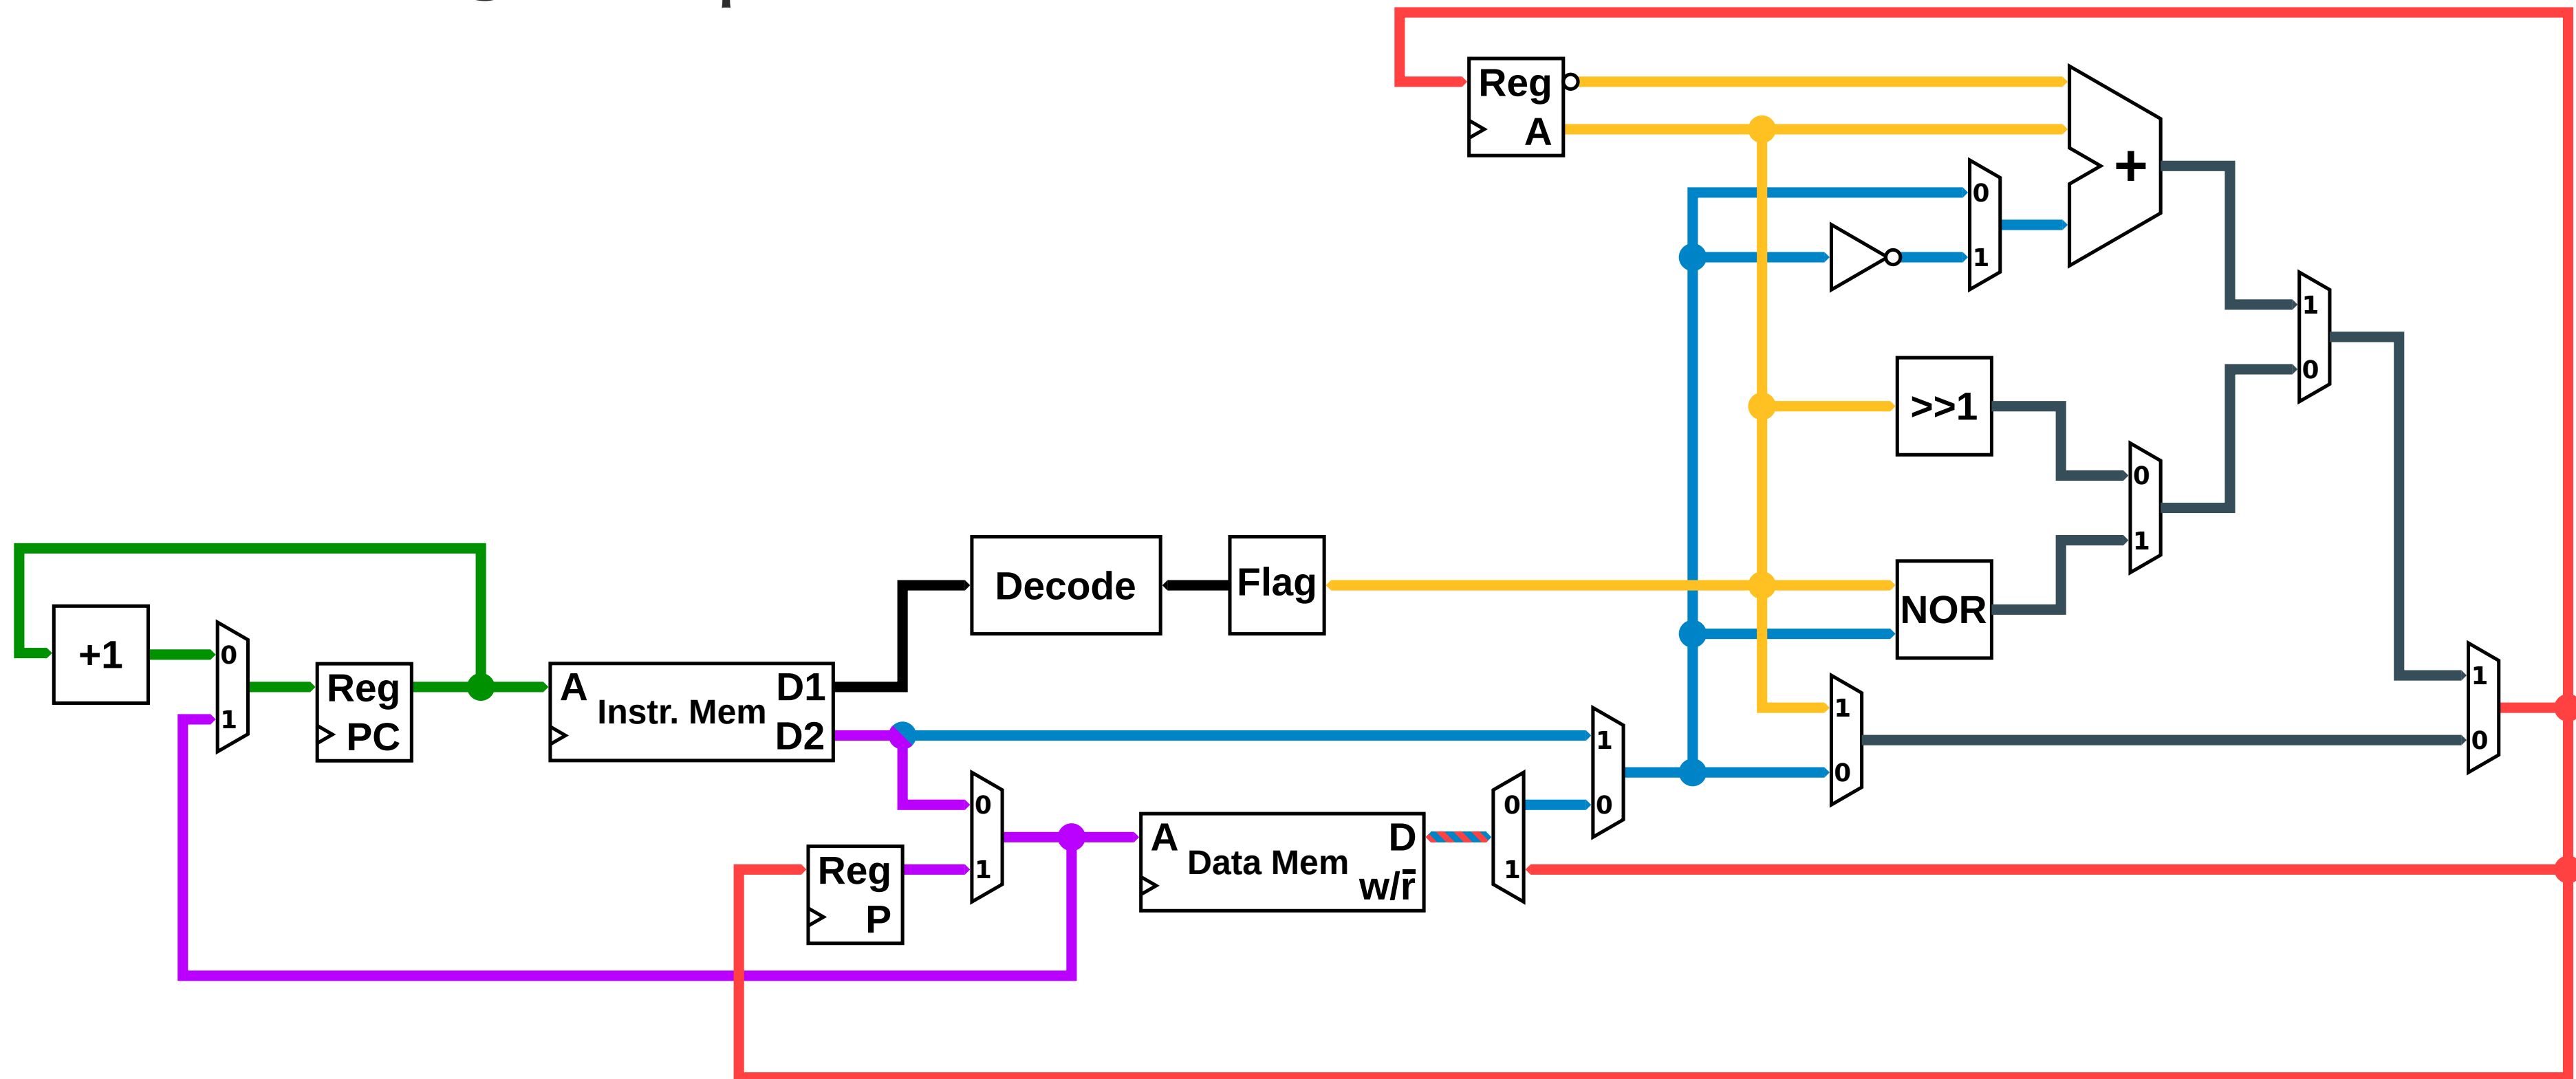 Reg
A
+
0
1
1
0
>>1
0
1
NOR
Decode
Flag
+1
0
1
Reg
PC
A
Instr. Mem
D1
D2
0
1
Reg
P
A
Data Mem
D
w/r̅
0
1
1
0
1
0
1
0